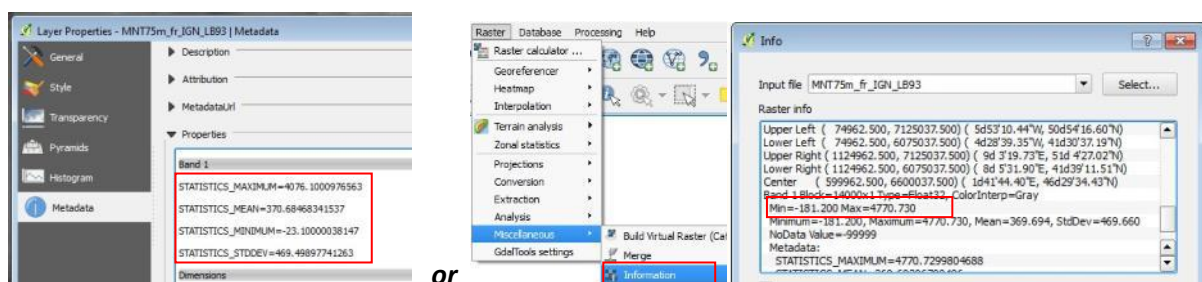 Layer Properties - MNT75m_fr_IGN_LB93 | Metadata
General
Style
Transparency
Pyramids
Histogram
Metadata
Description
Attribution
MetadataUrl
Properties
Band 1
STATISTICS_MAXIMUM=4076.1000976563
STATISTICS_MEAN=370.68468341537
STATISTICS_MINIMUM=-23.10000038147
STATISTICS_STDDEV=469.49897741263
Dimensions
or
Raster Database Processing Help
Raster calculator ...
Georeferencer
Heatmap
Interpolation
Terrain analysis
Zonal statistics
Projections
Conversion
Extraction
Analysis
Miscellaneous
GdalTools settings
Build Virtual Raster (Cat
Merge
Information
Info
Input file MNT75m_fr_IGN_LB93 Select...
Raster info
Upper Left ( 74962.500, 7125037.500) ( 5d53'10.44"W, 50d54'16.60"N)
Lower Left ( 74962.500, 6075037.500) ( 4d28'39.35"W, 41d30'37.19"N)
Upper Right ( 1124962.500, 7125037.500) ( 9d 3'19.73"E, 51d 4'27.02"N)
Lower Right ( 1124962.500, 6075037.500) ( 8d 5'31.90"E, 41d39'11.51"N)
Center ( 599962.500, 6600037.500) ( 1d41'44.40"E, 46d29'34.43"N)
Band 1 Block=14000x1 Type=Float32, ColorInterp=Gray
Min=-181.200 Max=4770.730
Minimum=-181.200, Maximum=4770.730, Mean=369.694, StdDev=469.660
NoData Value=-99999
Metadata:
STATISTICS_MAXIMUM=4770.7299804688